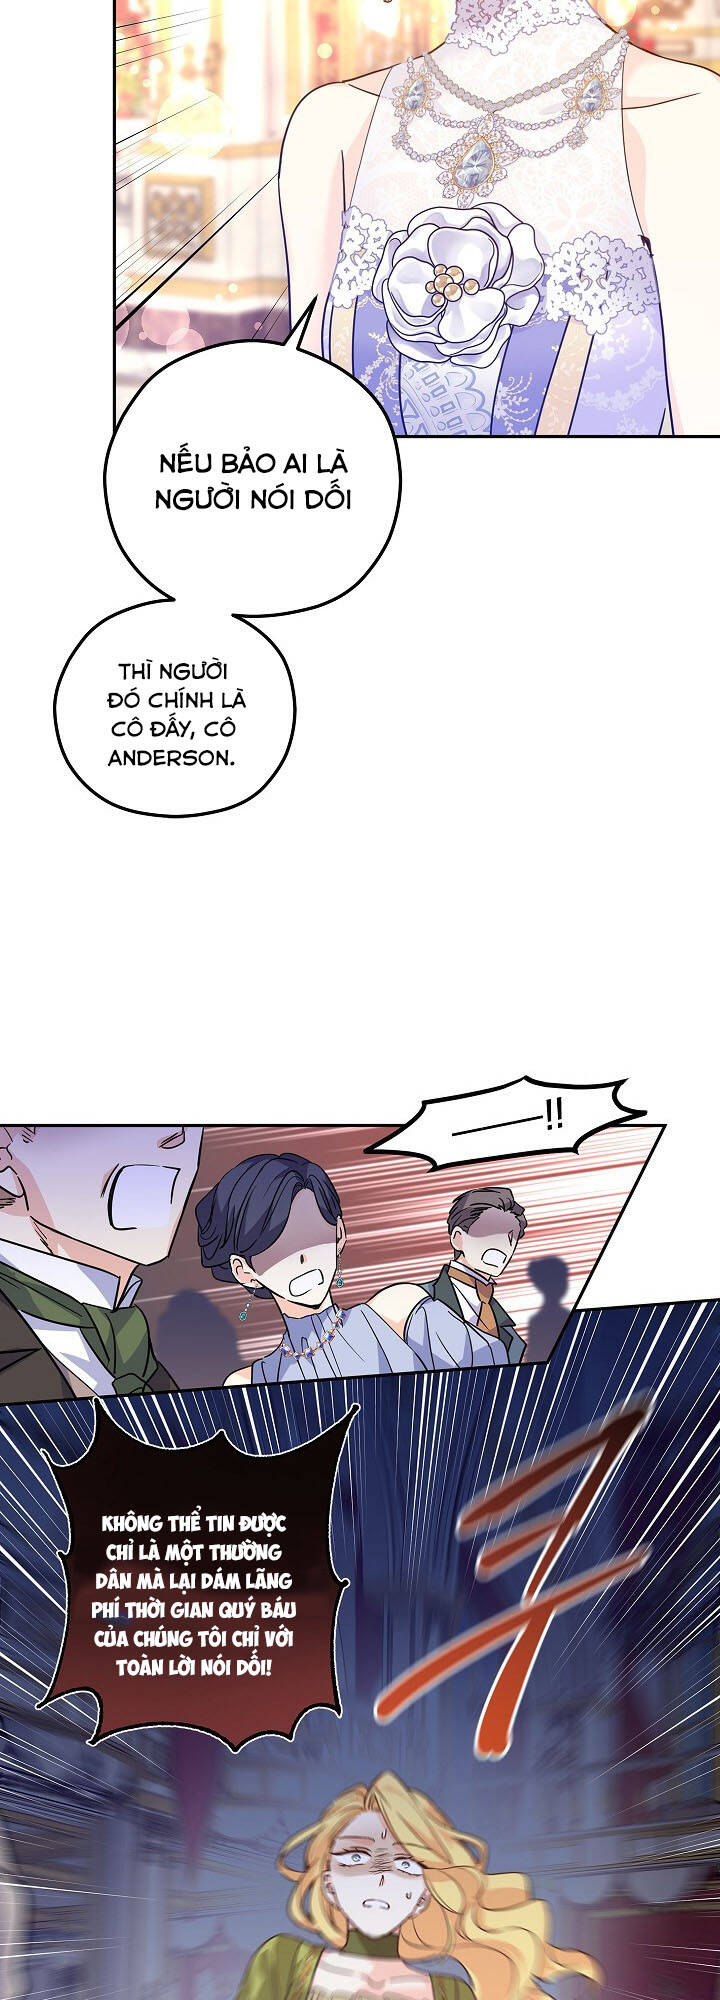 NẾU BẢO AI LÀ
NGƯỜI NÓI DỐI
THÌ NGƯỜI
ĐÓ CHÍNH LÀ
CÔ ĐẤY, CÔ
ANDERSON.
—!!
KHÔNG THỂ TIN ĐƯỢC
CHỈ LÀ MỘT THƯỜNG
DÂN MÀ LẠI DÁM LÃNG
PHÍ THỜI GIAN QUÝ BÁU
CỦA CHÚNG TÔI CHỈ VỚI
TOÀN LỜI NÓI DỐI!